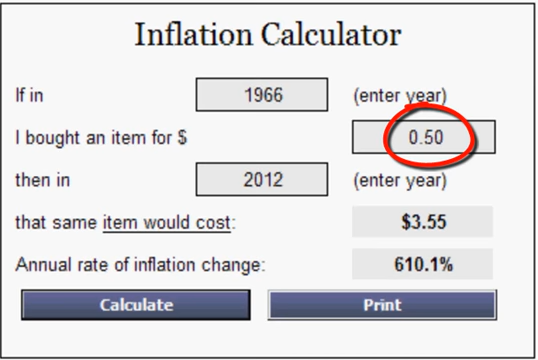 Inflation Calculator
If in 1966 (enter year)
I bought an item for $ 0.50
then in 2012 (enter year)
that same item would cost: $3.55
Annual rate of inflation change: 610.1%
Calculate Print